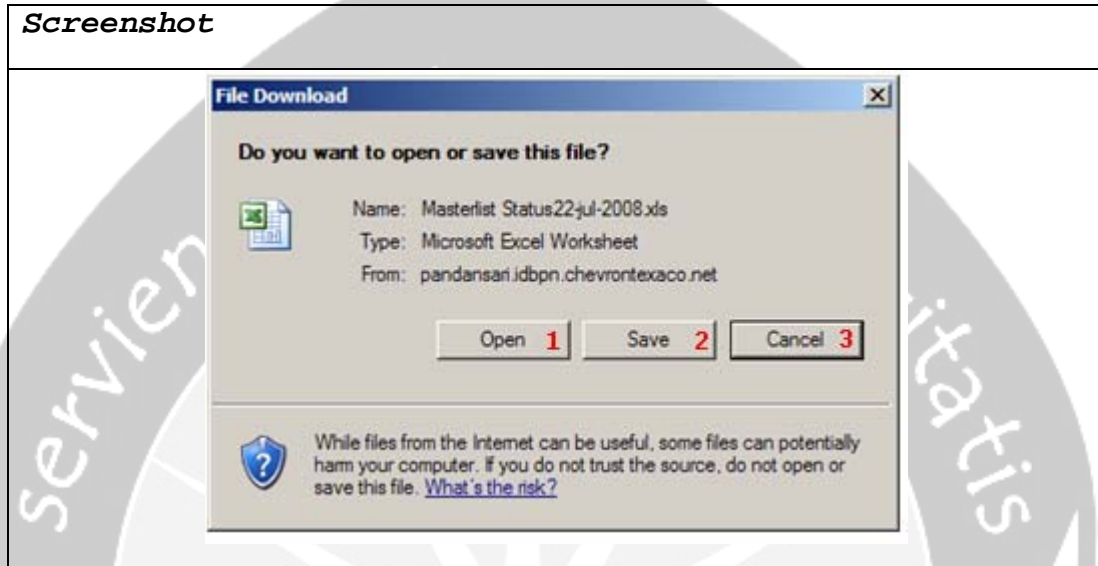 Screenshot
File Download
Do you want to open or save this file?
Name: Masterlist Status22-jul-2008.xls
Type: Microsoft Excel Worksheet
From: pandansari.idbpn.chevrontexaco.net
Open 1 Save 2 Cancel 3
While files from the Internet can be useful, some files can potentially
harm your computer. If you do not trust the source, do not open or
save this file. What's the risk?